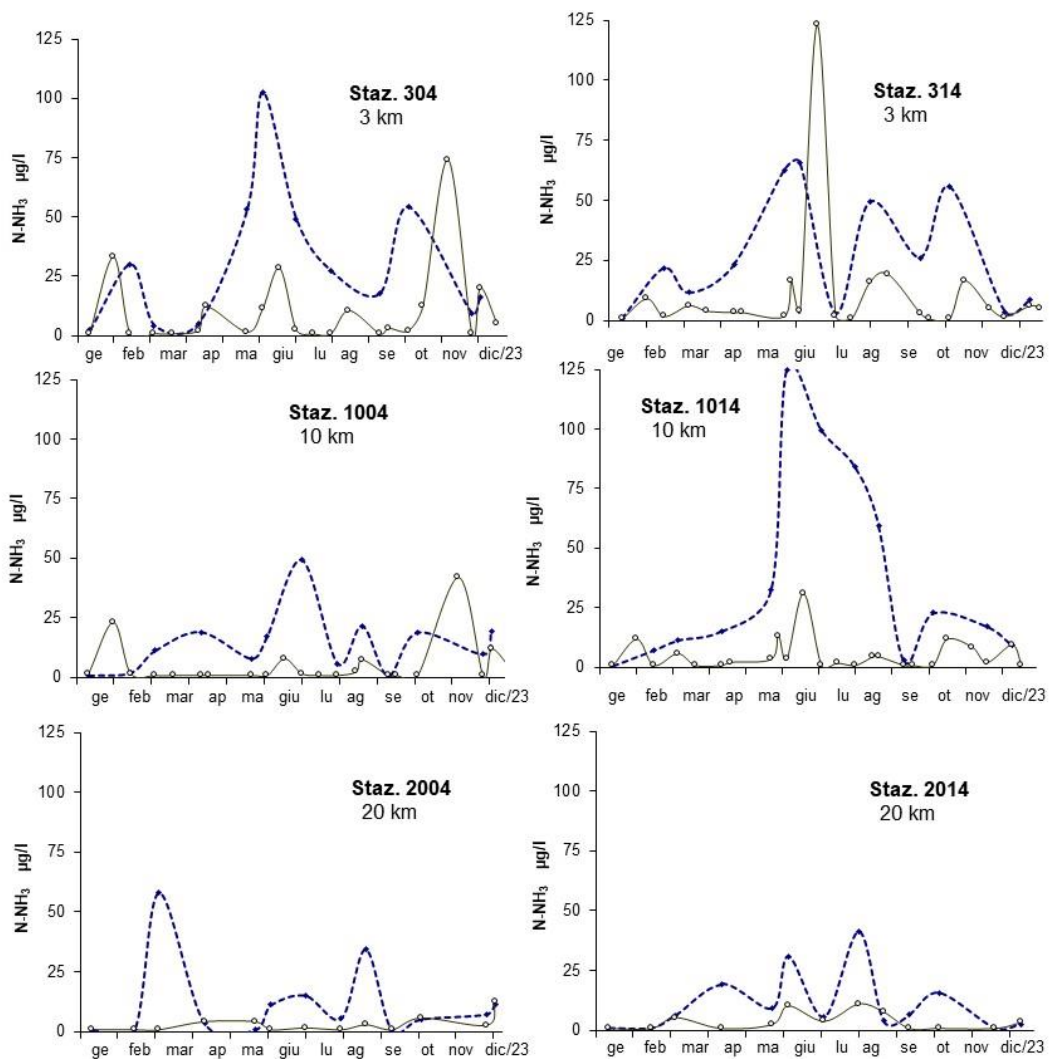 125
100
75
50
25
0
N-NH₃ µg/l
Staz. 304
3 km
ge feb mar ap ma giu lu ag se ot nov dic/23
125
100
75
50
25
0
N-NH₃ µg/l
Staz. 314
3 km
ge feb mar ap ma giu lu ag se ot nov dic/23
125
100
75
50
25
0
N-NH₃ µg/l
Staz. 1004
10 km
ge feb mar ap ma giu lu ag se ot nov dic/23
125
100
75
50
25
0
N-NH₃ µg/l
Staz. 1014
10 km
ge feb mar ap ma giu lu ag se ot nov dic/23
125
100
75
50
25
0
N-NH₃ µg/l
Staz. 2004
20 km
ge feb mar ap ma giu lu ag se ot nov dic/23
125
100
75
50
25
0
N-NH₃ µg/l
Staz. 2014
20 km
ge feb mar ap ma giu lu ag se ot nov dic/23